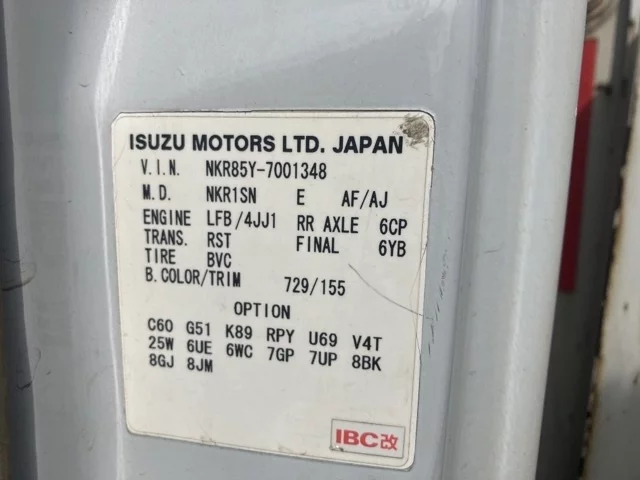 ISUZU MOTORS LTD. JAPAN
V.I.N. NKR85Y-7001348
M.D. NKR1SN E AF/AJ
ENGINE LFB/4JJ1 RR AXLE 6CP
TRANS. RST FINAL 6YB
TIRE BVC
B.COLOR/TRIM 729/155
OPTION
C60 G51 K89 RPY U69 V4T
25W 6UE 6WC 7GP 7UP 8BK
8GJ 8JM
IBC改